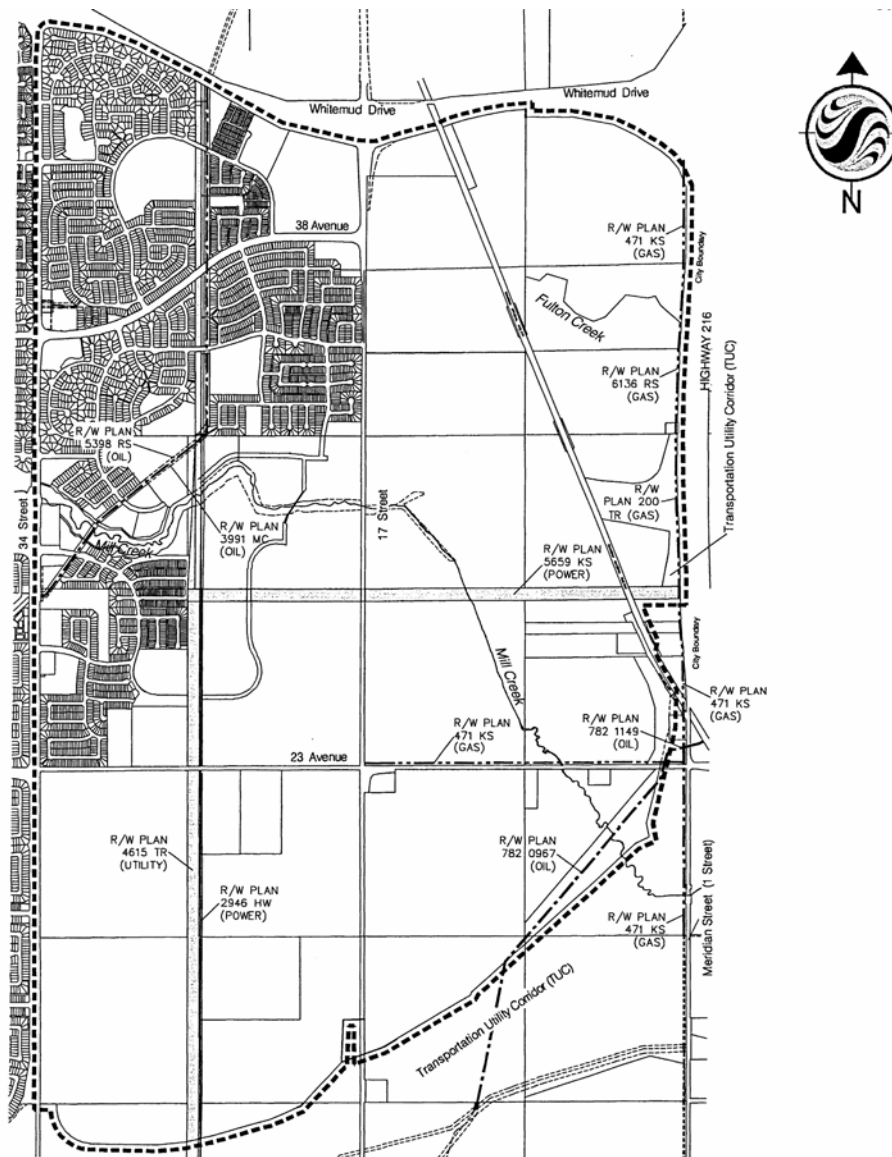 Whitemud Drive
Whitemud Drive
N
38 Avenue
R/W PLAN
471 KS
(GAS)
City Boundary
Fulton Creek
HIGHWAY 216
R/W PLAN
6136 RS
(GAS)
R/W PLAN
5398 RS
(OIL)
34 Street
Mill Creek
R/W PLAN
3991 MC
(OIL)
17 Street
R/W
PLAN 200
TR (GAS)
Transportation Utility Corridor (TUC)
R/W PLAN
5659 KS
(POWER)
City Boundary
Mill Creek
R/W PLAN
471 KS
(GAS)
R/W PLAN
782 1149
(OIL)
R/W PLAN
471 KS
(GAS)
23 Avenue
R/W PLAN
4615 TR
(UTILITY)
R/W PLAN
2946 HW
(POWER)
R/W PLAN
782 0967
(OIL)
R/W PLAN
471 KS
(GAS)
Meridian Street (1 Street)
Transportation Utility Corridor (TUC)